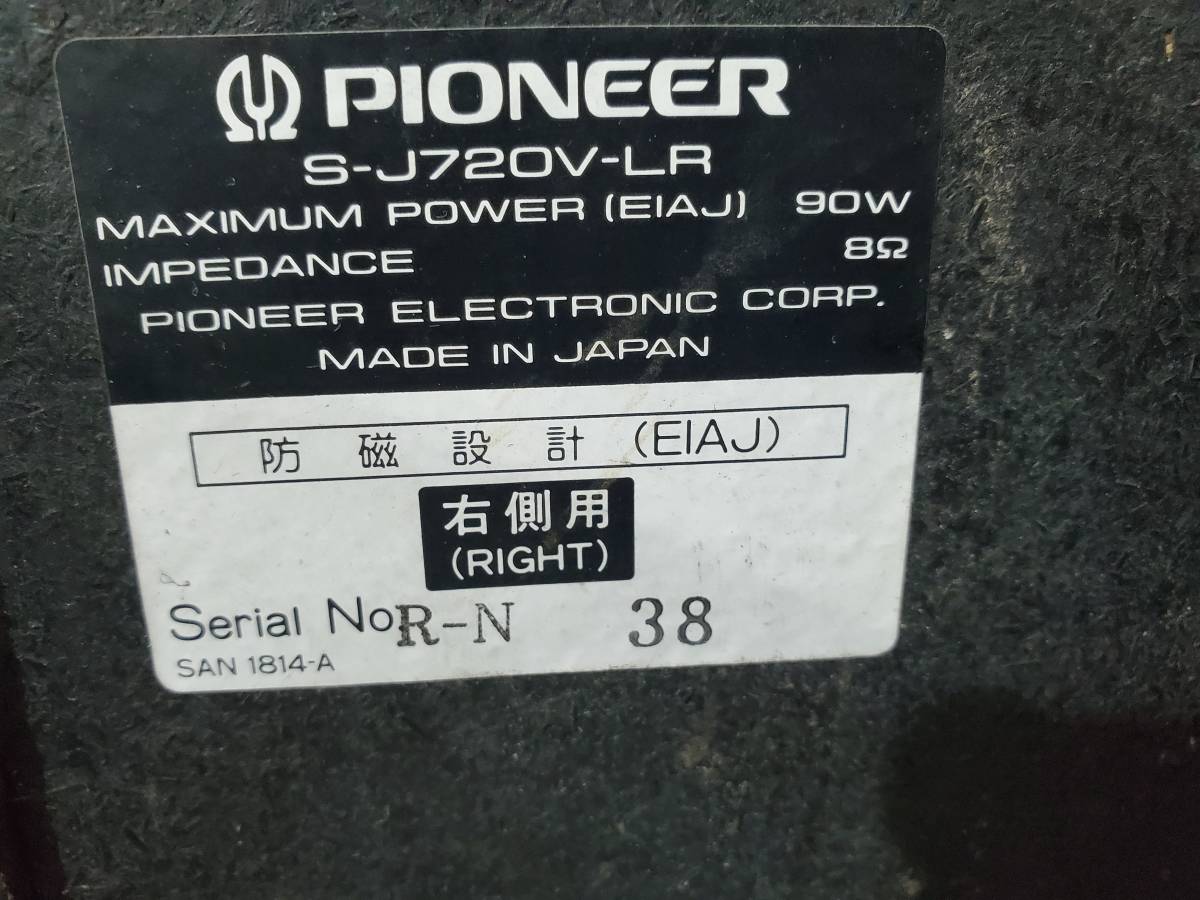 PIONEER
S-J720V-LR
MAXIMUM POWER (EIAJ) 90W
IMPEDANCE 8Ω
PIONEER ELECTRONIC CORP.
MADE IN JAPAN
防磁設計 (EIAJ)
右側用
(RIGHT)
Serial No R-N 38
SAN 1814-A